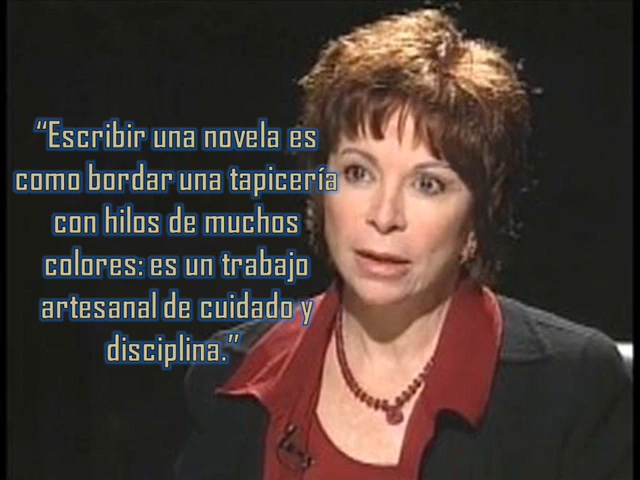 “Escribir una novela es
como bordar una tapicería
con hilos de muchos
colores: es un trabajo
artesanal de cuidado y
disciplina.”